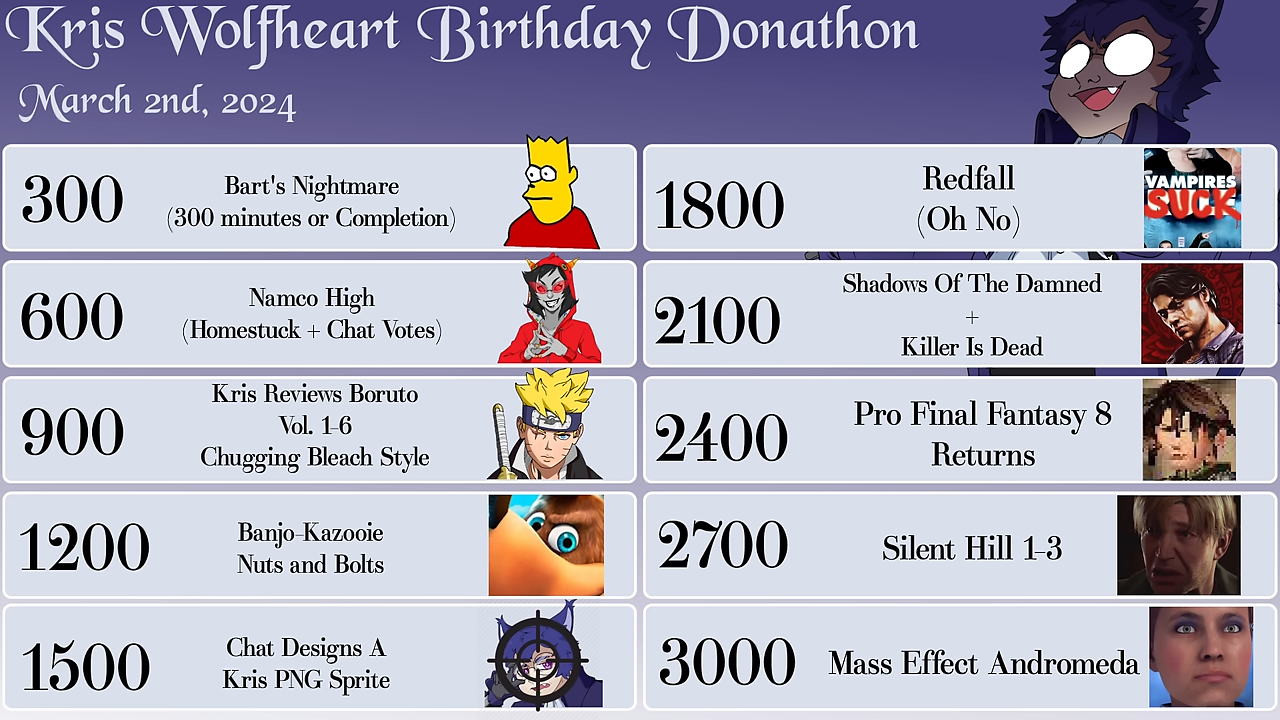 Kris Wolfheart Birthday Donathon
March 2nd, 2024
300
Bart's Nightmare
(300 minutes or Completion)
600
Namco High
(Homestuck + Chat Votes)
900
Kris Reviews Boruto
Vol. 1-6
Chugging Bleach Style
1200
Banjo-Kazooie
Nuts and Bolts
1500
Chat Designs A
Kris PNG Sprite
1800
Redfall
(Oh No)
VAMPIRES
SUCK
2100
Shadows Of The Damned
+
Killer Is Dead
2400
Pro Final Fantasy 8
Returns
2700
Silent Hill 1-3
3000
Mass Effect Andromeda